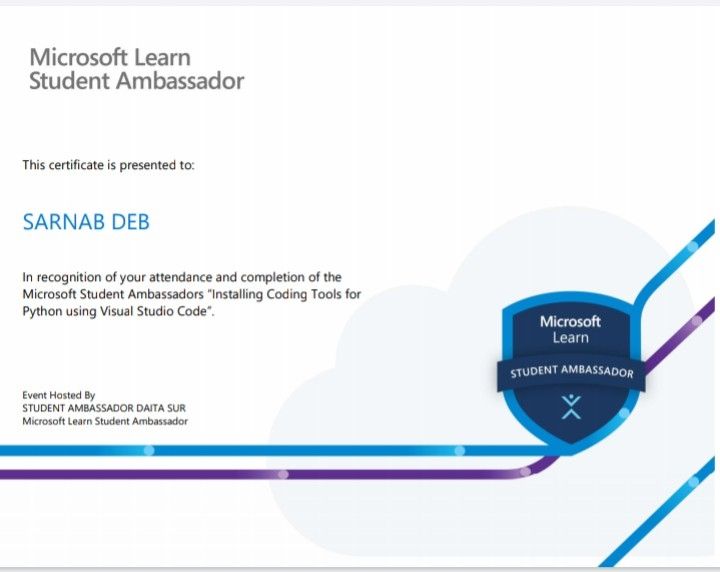 Microsoft Learn
Student Ambassador
This certificate is presented to:
SARNAB DEB
In recognition of your attendance and completion of the
Microsoft Student Ambassadors "Installing Coding Tools for
Python using Visual Studio Code".
Microsoft
Learn
STUDENT AMBASSADOR
Event Hosted By
STUDENT AMBASSADOR DAITA SUR
Microsoft Learn Student Ambassador